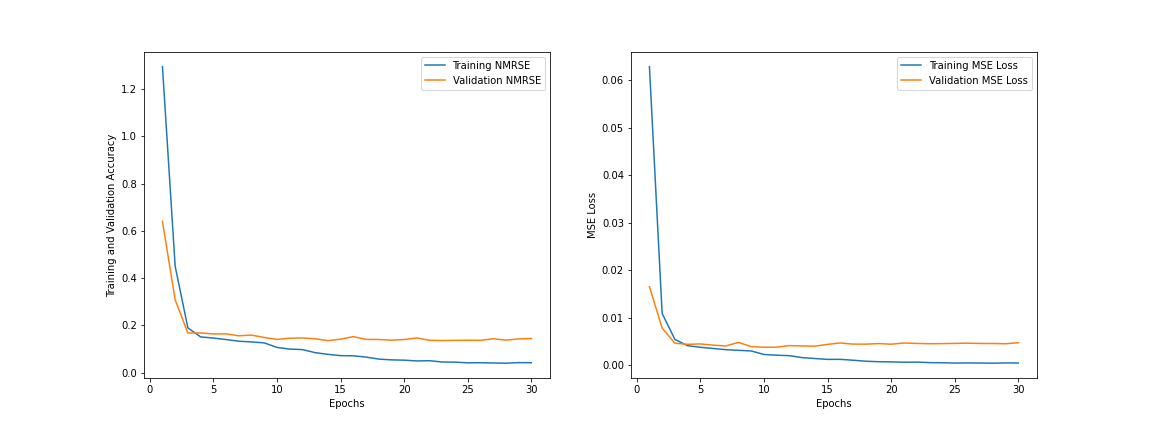 Training NMRSE
Validation NMRSE
Training and Validation Accuracy
1.2
1.0
0.8
0.6
0.4
0.2
0.0
0 5 10 15 20 25 30
Epochs
Training MSE Loss
Validation MSE Loss
MSE Loss
0.06
0.05
0.04
0.03
0.02
0.01
0.00
0 5 10 15 20 25 30
Epochs